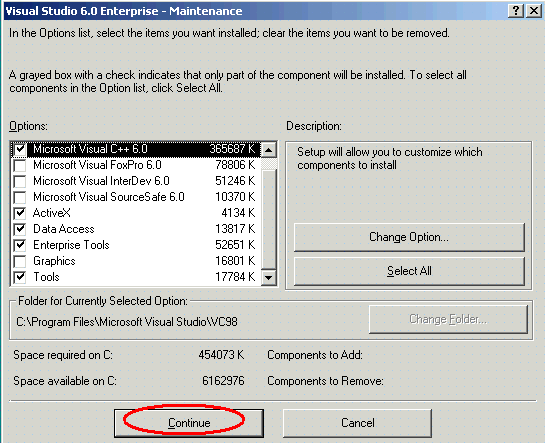 Visual Studio 6.0 Enterprise - Maintenance
In the Options list, select the items you want installed; clear the items you want to be removed.
A grayed box with a check indicates that only part of the component will be installed. To select all
components in the Option list, click Select All.
Options:
Description:
Microsoft Visual C++ 6.0 365687 K
Microsoft Visual FoxPro 6.0 78806 K
Microsoft Visual InterDev 6.0 51246 K
Microsoft Visual SourceSafe 6.0 10370 K
ActiveX 4134 K
Data Access 13817 K
Enterprise Tools 52651 K
Graphics 16801 K
Tools 17784 K
Setup will allow you to customize which
components to install
Change Option...
Select All
Folder for Currently Selected Option:
C:\Program Files\Microsoft Visual Studio\VC98
Change Folder...
Space required on C: 454073 K Components to Add:
Space available on C: 6162976 Components to Remove:
Continue
Cancel